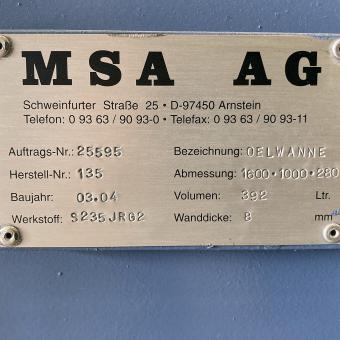 MSA AG
Schweinfurter Straße 25 • D-97450 Arnstein
Telefon: 0 93 63 / 90 93-0 • Telefax: 0 93 63/ 90 93-11
Auftrags-Nr.: 25595 Bezeichnung: OELWANNE
Herstell-Nr.: 135 Abmessung: 1600·1000·280
Baujahr: 03.04 Volumen: 392 Ltr.
Werkstoff: S235JRG2 Wanddicke: 8 mm